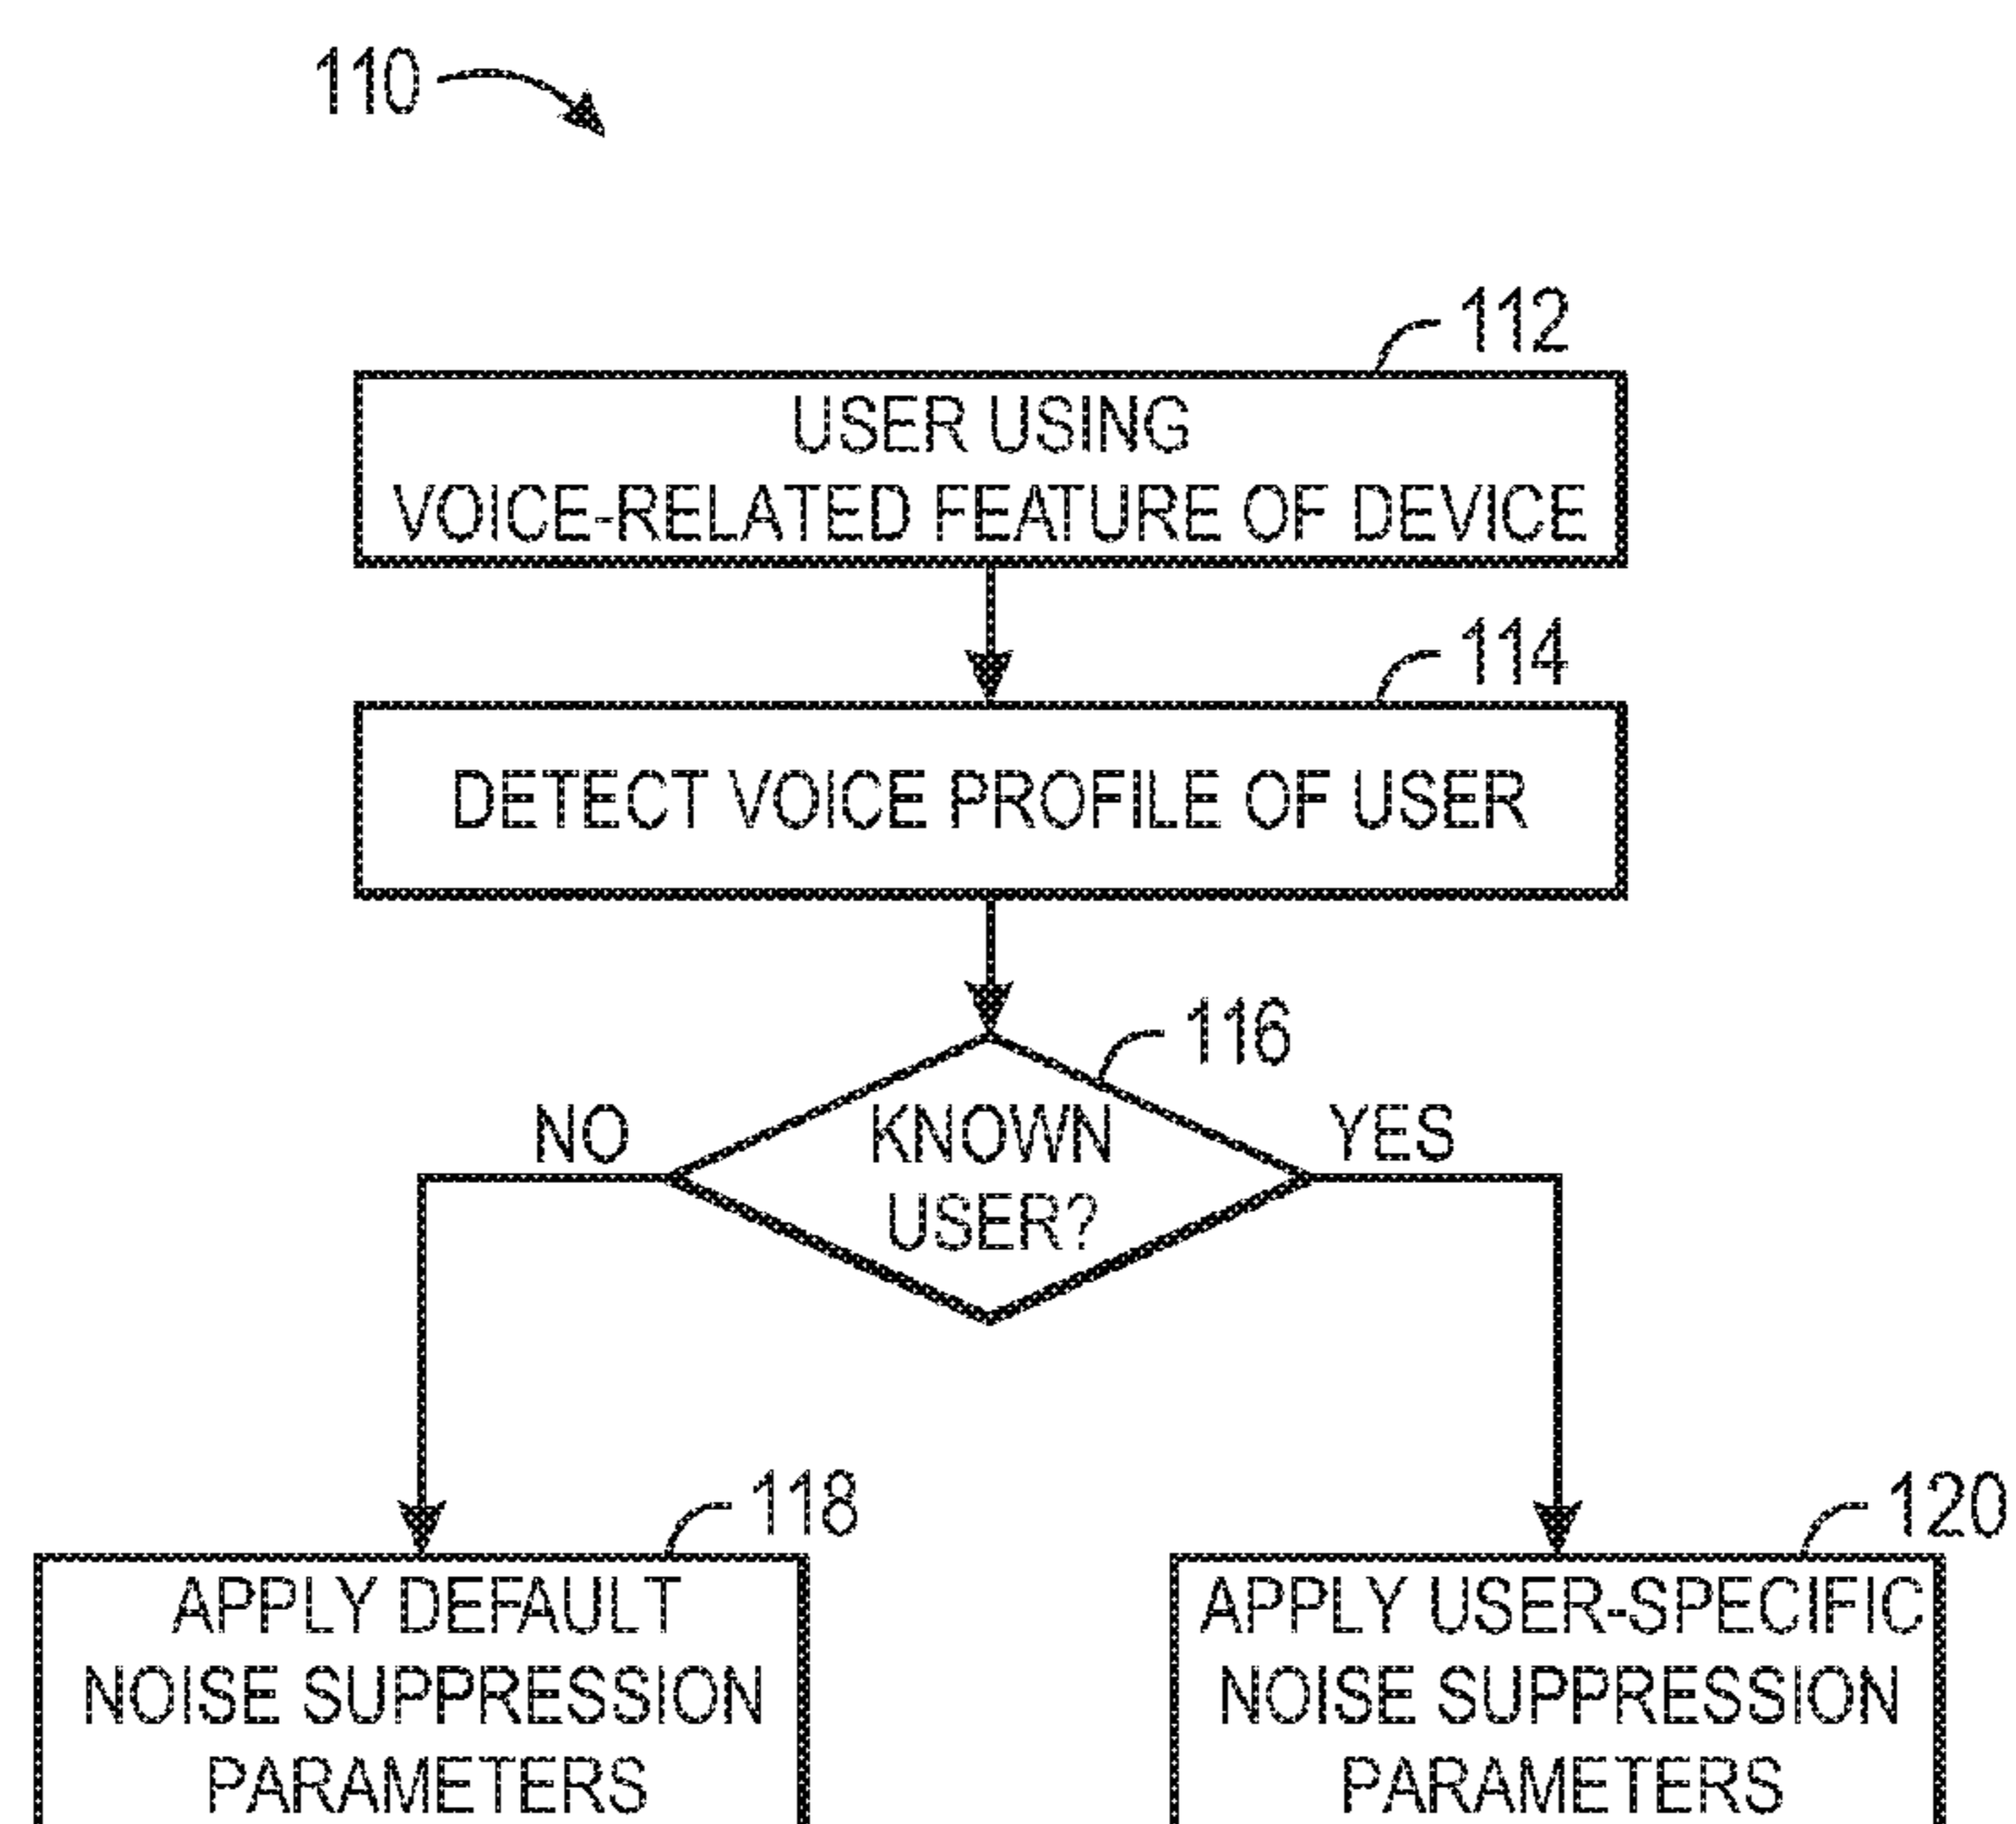 110
112
USER USING
VOICE-RELATED FEATURE OF DEVICE
114
DETECT VOICE PROFILE OF USER
116
NO
KNOWN
USER?
YES
118
APPLY DEFAULT
NOISE SUPPRESSION
PARAMETERS
120
APPLY USER-SPECIFIC
NOISE SUPPRESSION
PARAMETERS